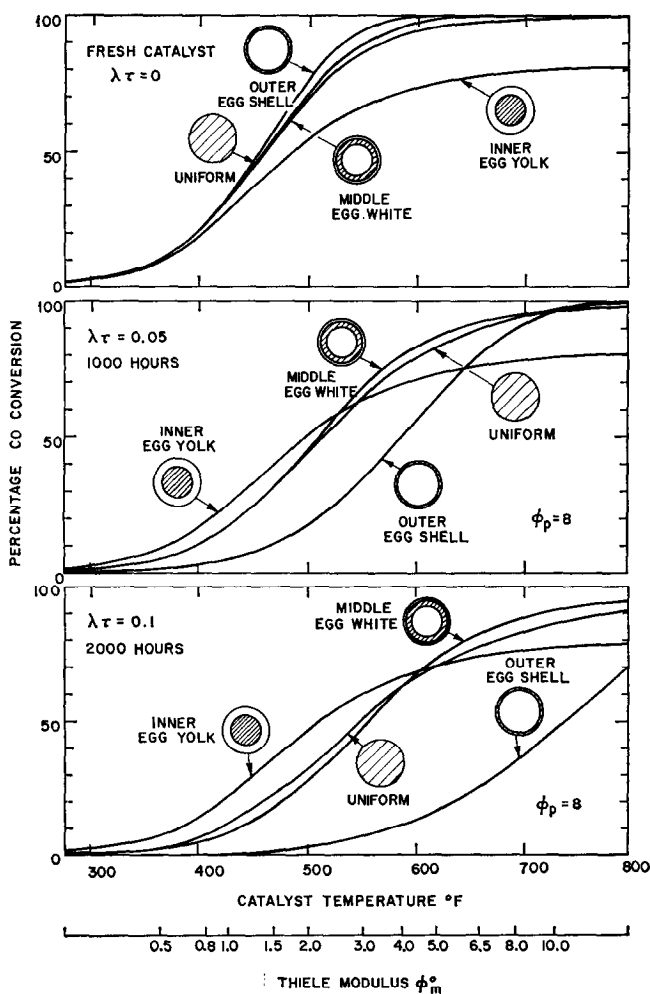 100
FRESH CATALYST
λτ=0
OUTER
EGG SHELL
50
UNIFORM
MIDDLE
EGG WHITE
INNER
EGG YOLK
0
100
λτ = 0.05
1000 HOURS
MIDDLE
EGG WHITE
INNER
EGG YOLK
50
UNIFORM
OUTER
EGG SHELL
ϕp=8
0
PERCENTAGE CO CONVERSION
100
λτ = 0.1
2000 HOURS
MIDDLE
EGG WHITE
OUTER
EGG SHELL
INNER
EGG YOLK
50
UNIFORM
ϕp=8
0
300 400 500 600 700 800
CATALYST TEMPERATURE °F
0.5 0.8 1.0 1.5 2.0 3.0 4.0 5.0 6.5 8.0 10.0
THIELE MODULUS ϕ°m